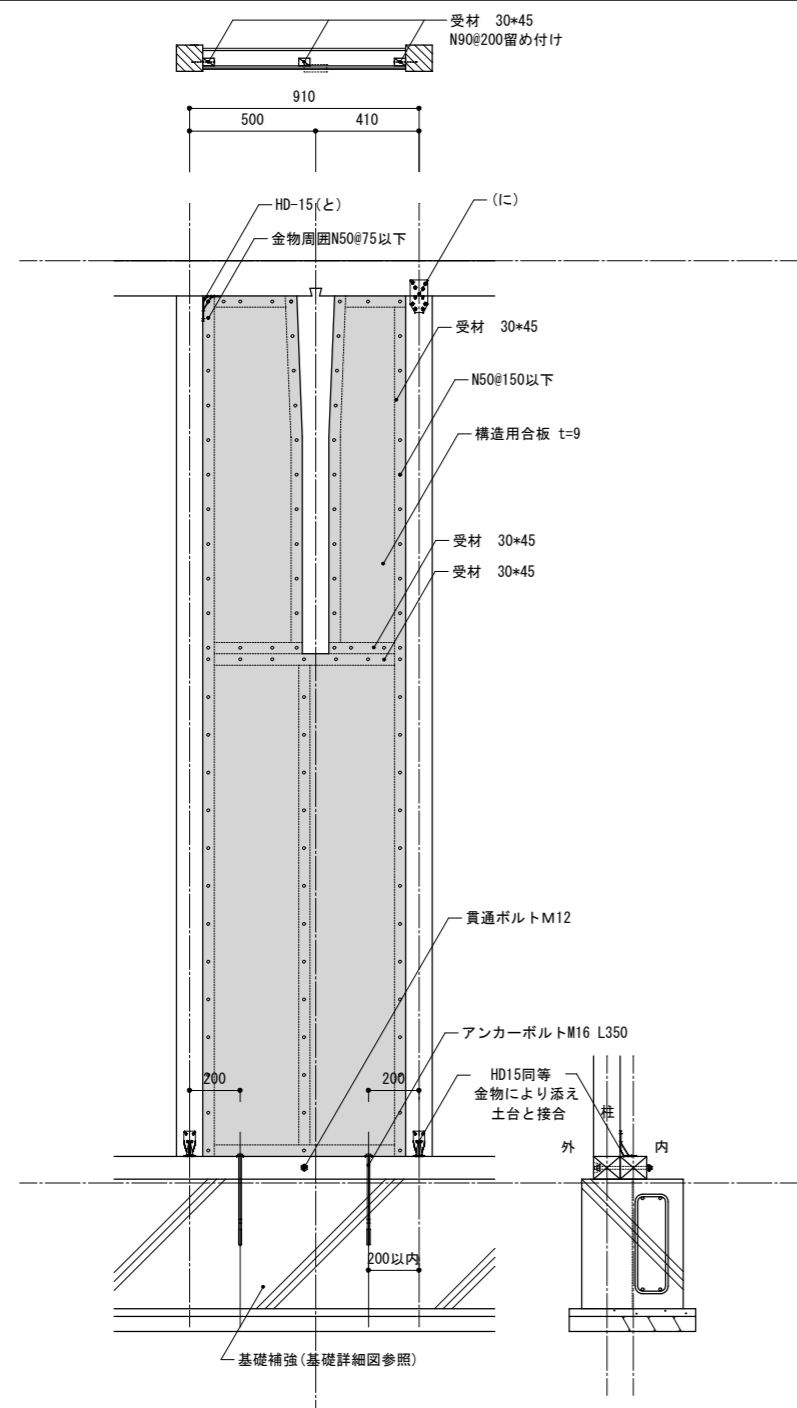 受材　30*45
N90@200留め付け
910
500
410
HD-15(と)
(に)
金物周囲N50@75以下
受材　30*45
N50@150以下
構造用合板 t=9
受材　30*45
受材　30*45
貫通ボルトM12
アンカーボルトM16 L350
200
200
HD15同等
金物により添え
土台と接合
柱
外
内
200以内
基礎補強(基礎詳細図参照)